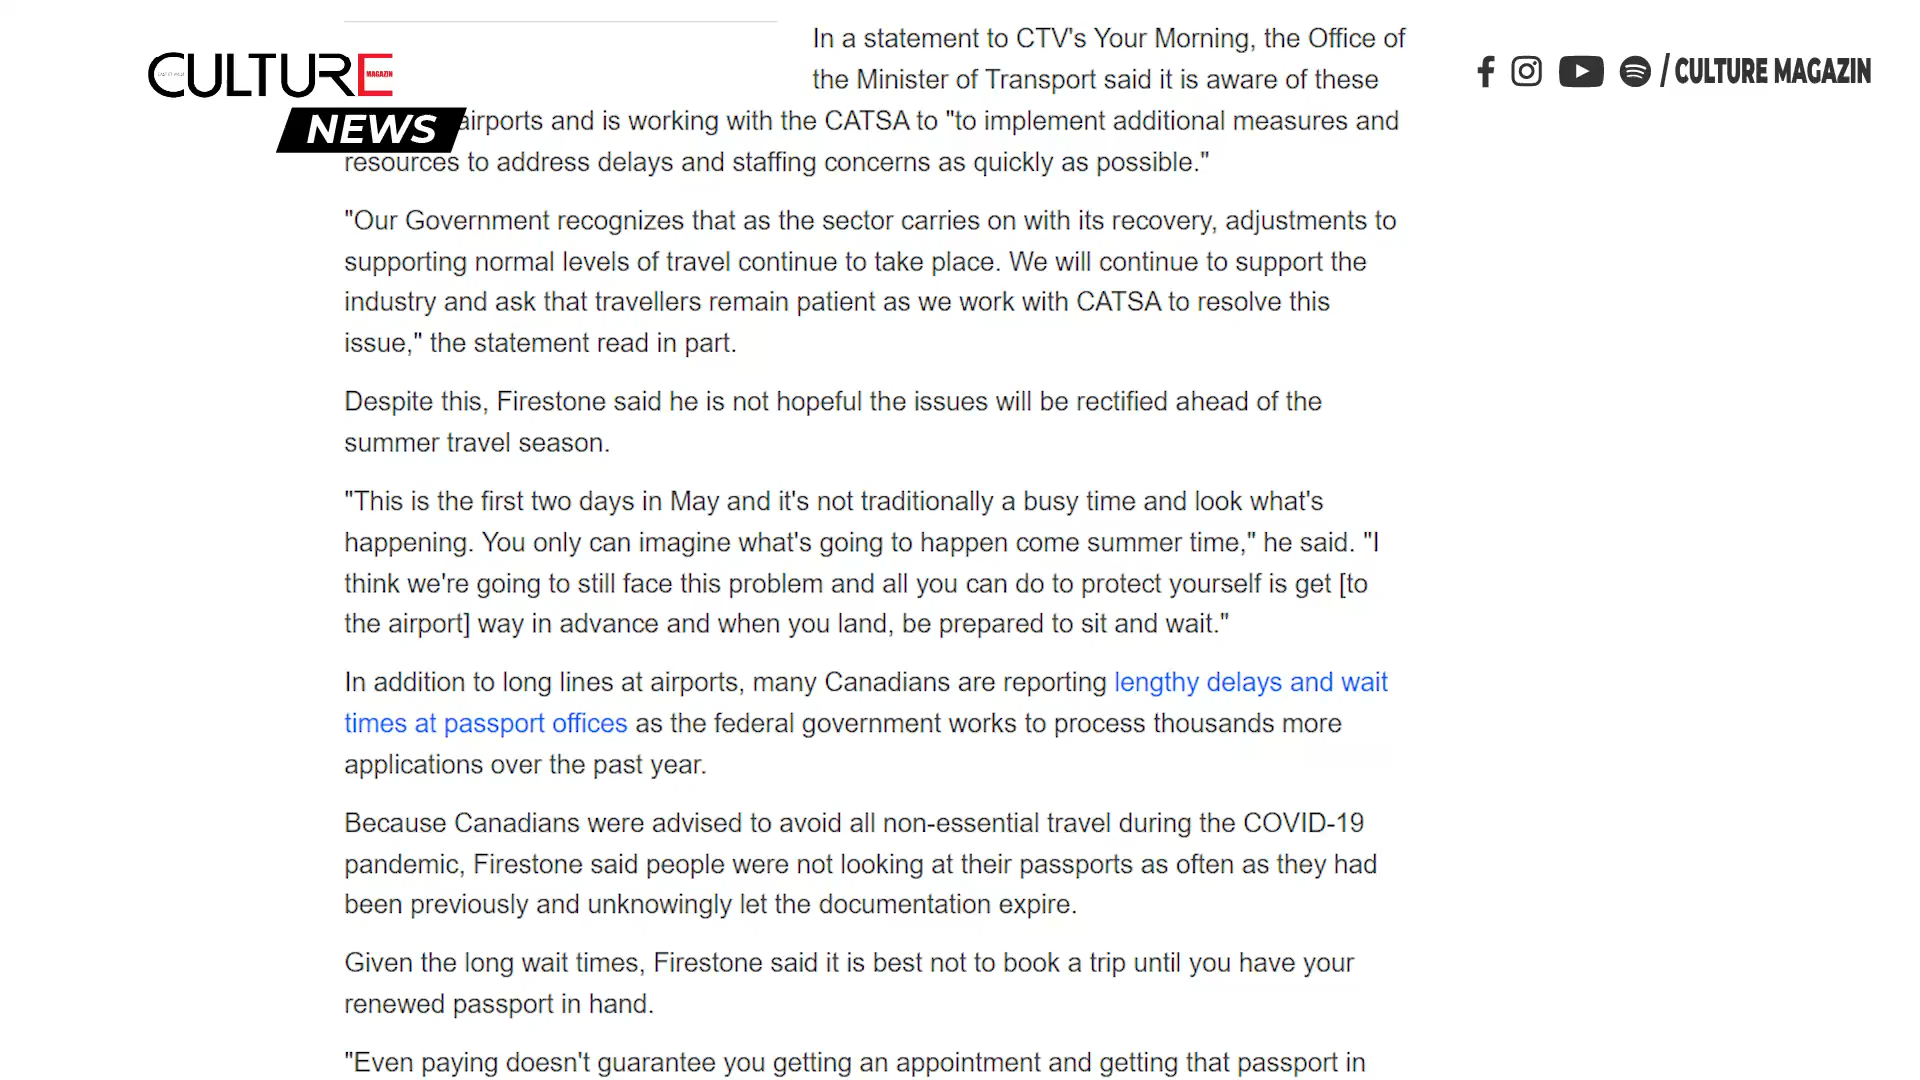 In a statement to CTV's Your Morning, the Office of
the Minister of Transport said it is aware of these
CULTURE
MAGAZIN
/ CULTURE MAGAZIN
NEWS
airports and is working with the CATSA to "to implement additional measures and
resources to address delays and staffing concerns as quickly as possible."
"Our Government recognizes that as the sector carries on with its recovery, adjustments to
supporting normal levels of travel continue to take place. We will continue to support the
industry and ask that travellers remain patient as we work with CATSA to resolve this
issue," the statement read in part.
Despite this, Firestone said he is not hopeful the issues will be rectified ahead of the
summer travel season.
"This is the first two days in May and it's not traditionally a busy time and look what's
happening. You only can imagine what's going to happen come summer time," he said. "I
think we're going to still face this problem and all you can do to protect yourself is get [to
the airport] way in advance and when you land, be prepared to sit and wait."
In addition to long lines at airports, many Canadians are reporting lengthy delays and wait
times at passport offices as the federal government works to process thousands more
applications over the past year.
Because Canadians were advised to avoid all non-essential travel during the COVID-19
pandemic, Firestone said people were not looking at their passports as often as they had
been previously and unknowingly let the documentation expire.
Given the long wait times, Firestone said it is best not to book a trip until you have your
renewed passport in hand.
"Even paying doesn't guarantee you getting an appointment and getting that passport in